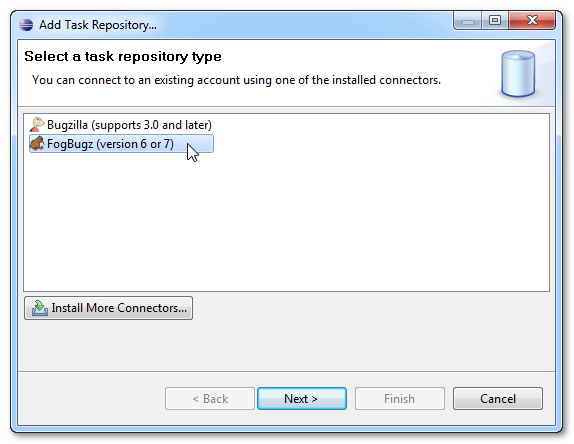 Add Task Repository...
Select a task repository type
You can connect to an existing account using one of the installed connectors.
Bugzilla (supports 3.0 and later)
FogBugz (version 6 or 7)
Install More Connectors...
< Back
Next >
Finish
Cancel